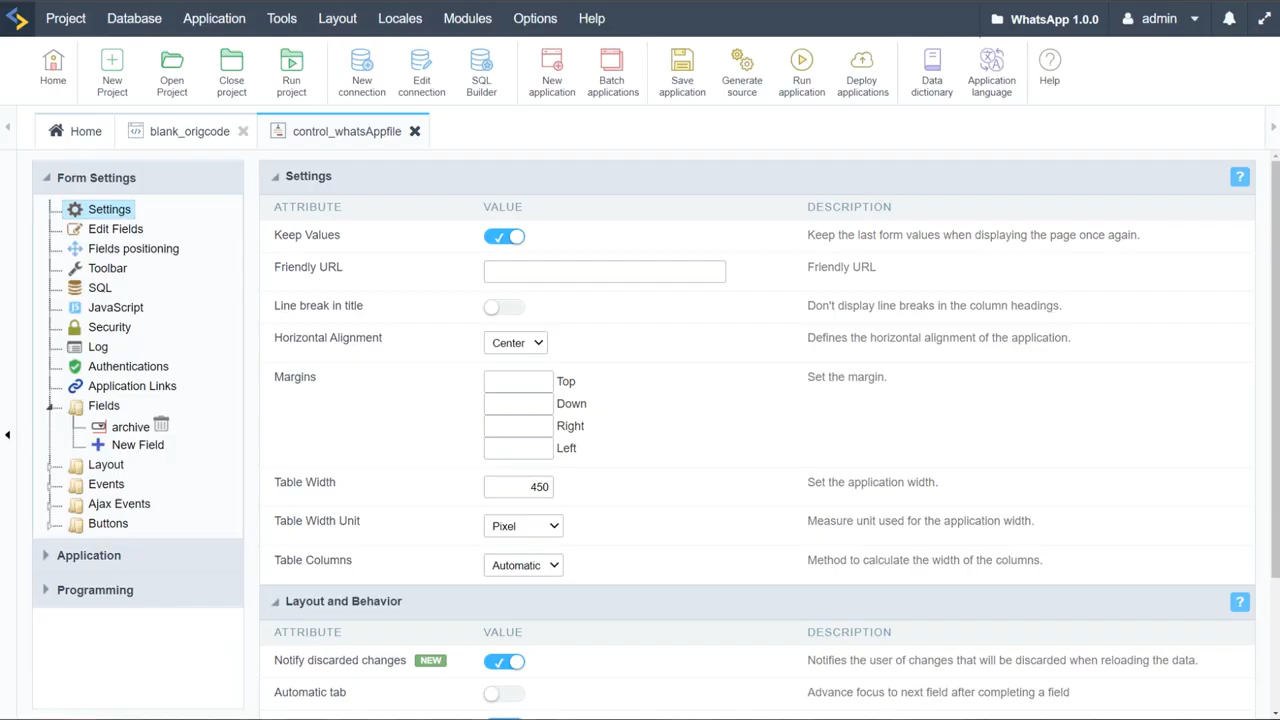 Project Database Application Tools Layout Locales Modules Options Help WhatsApp 1.0.0 admin
Home
New Project
Open Project
Close project
Run project
New connection
Edit connection
SQL Builder
New application
Batch applications
Save application
Generate source
Run application
Deploy applications
Data dictionary
Application language
Help
Home blank_origcode control_whatsAppfile
Form Settings
Settings
Edit Fields
Fields positioning
Toolbar
SQL
JavaScript
Security
Log
Authentications
Application Links
Fields
archive
New Field
Layout
Events
Ajax Events
Buttons
Application
Programming
Settings ?
ATTRIBUTE VALUE DESCRIPTION
Keep Values Keep the last form values when displaying the page once again.
Friendly URL Friendly URL
Line break in title Don't display line breaks in the column headings.
Horizontal Alignment Center Defines the horizontal alignment of the application.
Margins Top Set the margin.
Down
Right
Left
Table Width 450 Set the application width.
Table Width Unit Pixel Measure unit used for the application width.
Table Columns Automatic Method to calculate the width of the columns.
Layout and Behavior ?
ATTRIBUTE VALUE DESCRIPTION
Notify discarded changes NEW Notifies the user of changes that will be discarded when reloading the data.
Automatic tab Advance focus to next field after completing a field